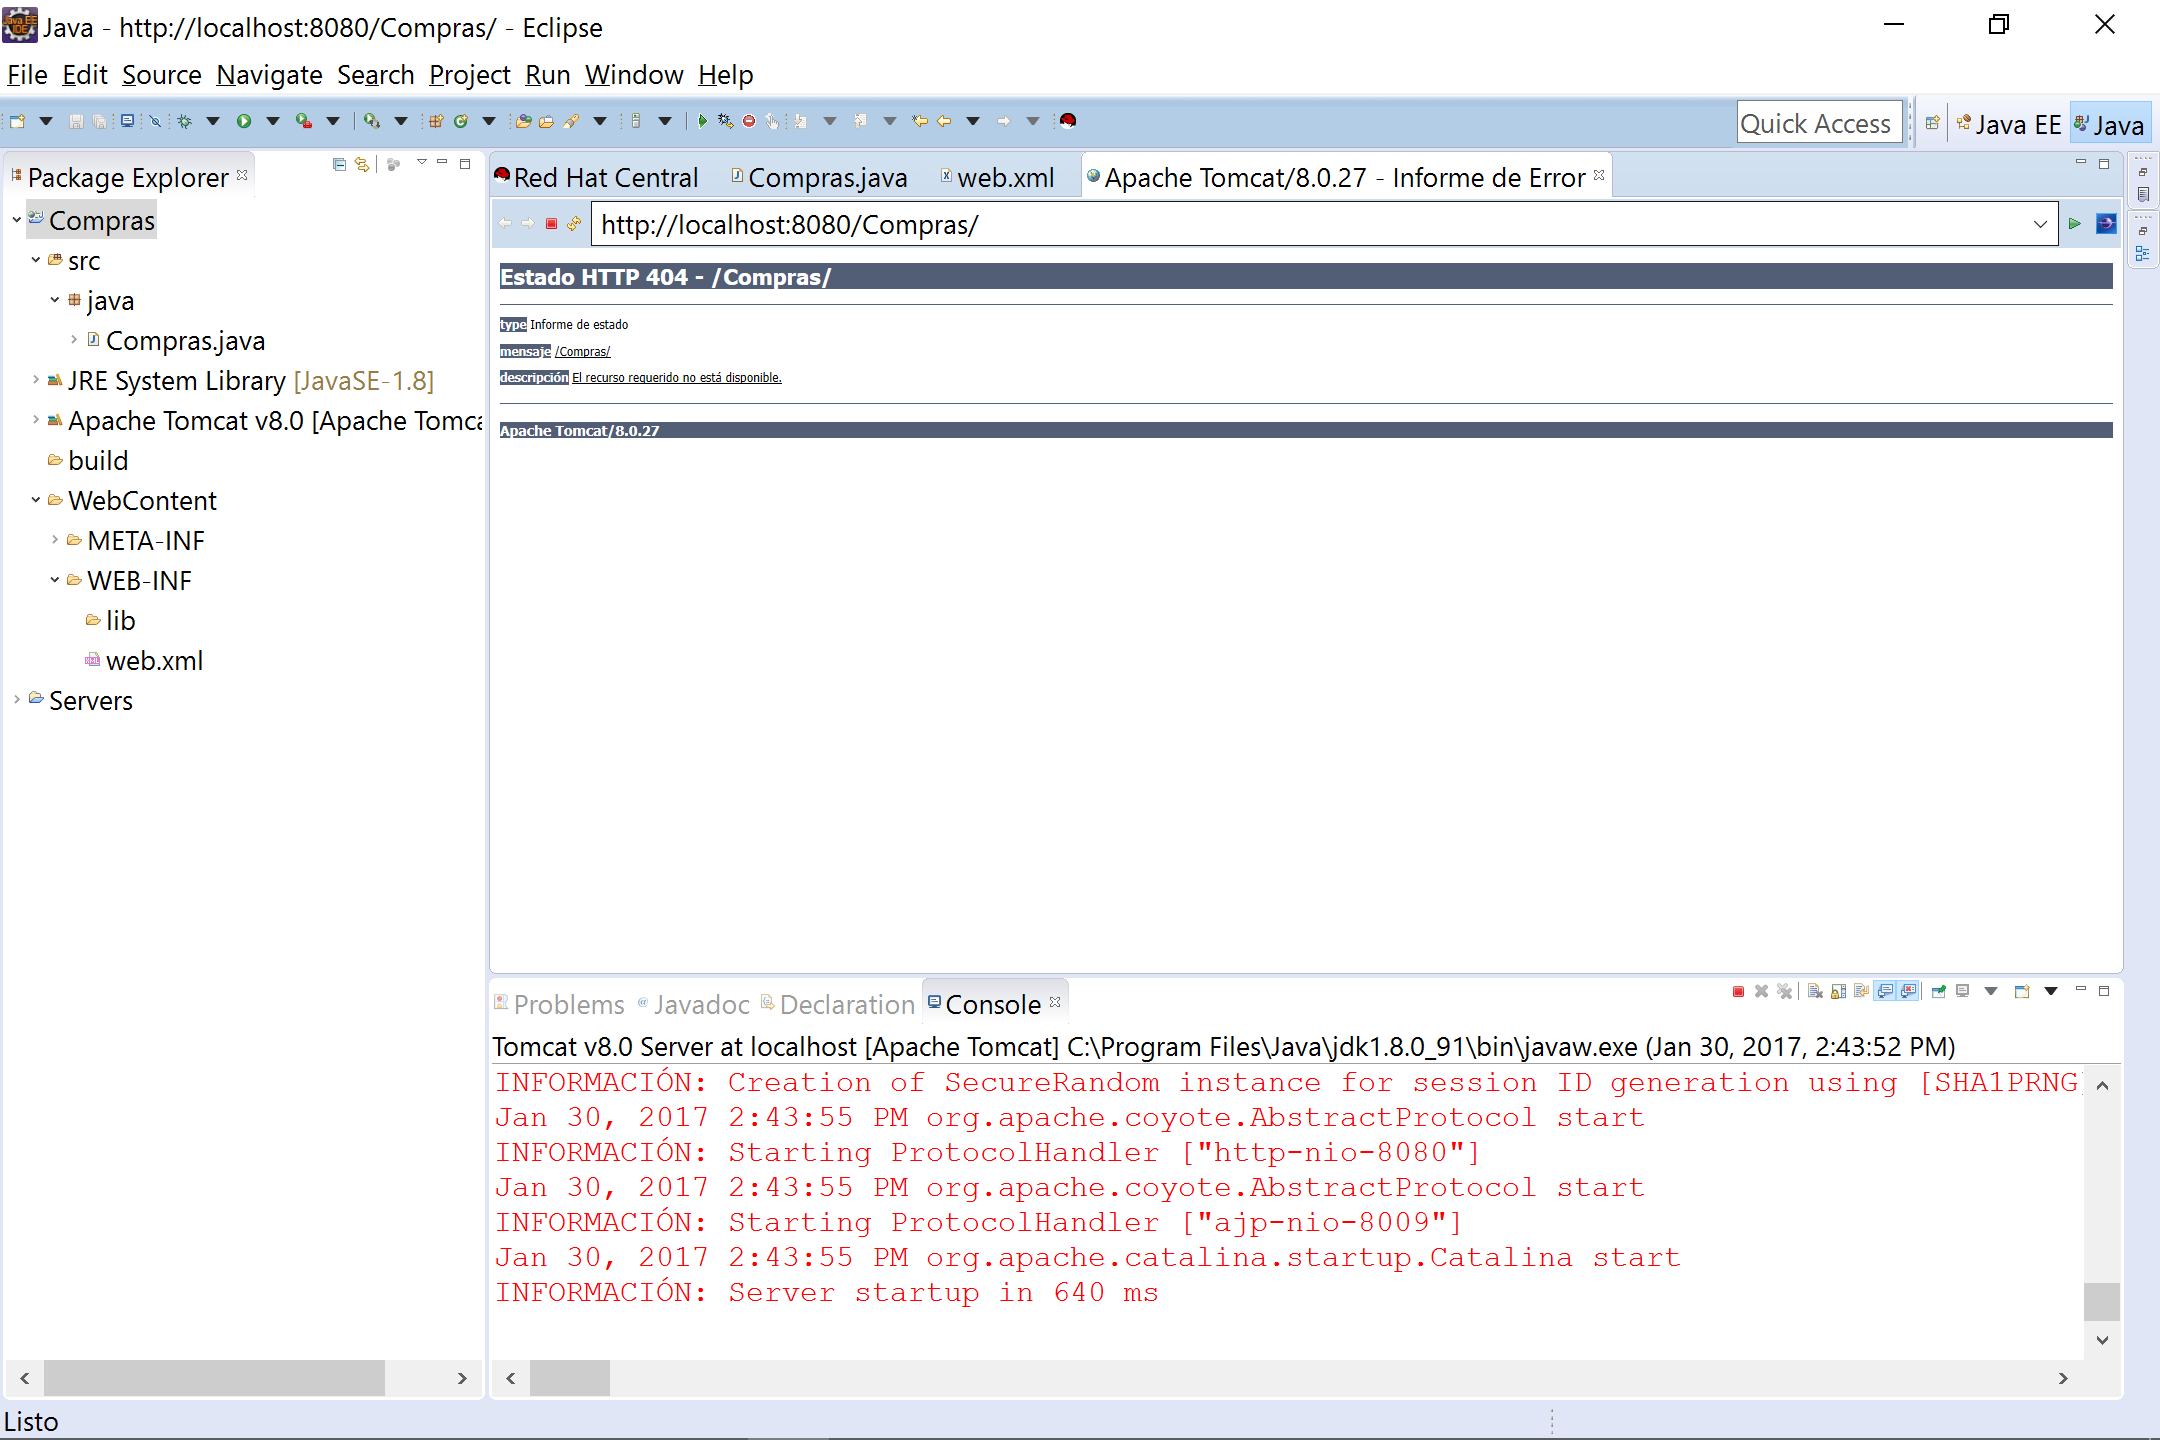 Java - http://localhost:8080/Compras/ - Eclipse
File Edit Source Navigate Search Project Run Window Help
Quick Access Java EE Java
Package Explorer
Compras
src
java
Compras.java
JRE System Library [JavaSE-1.8]
Apache Tomcat v8.0 [Apache Tomca
build
WebContent
META-INF
WEB-INF
lib
web.xml
Servers
Red Hat Central Compras.java web.xml Apache Tomcat/8.0.27 - Informe de Error
http://localhost:8080/Compras/
Estado HTTP 404 - /Compras/
type Informe de estado
mensaje /Compras/
descripción El recurso requerido no está disponible.
Apache Tomcat/8.0.27
Problems Javadoc Declaration Console
Tomcat v8.0 Server at localhost [Apache Tomcat] C:\Program Files\Java\jdk1.8.0_91\bin\javaw.exe (Jan 30, 2017, 2:43:52 PM)
INFORMACIÓN: Creation of SecureRandom instance for session ID generation using [SHA1PRNG]
Jan 30, 2017 2:43:55 PM org.apache.coyote.AbstractProtocol start
INFORMACIÓN: Starting ProtocolHandler ["http-nio-8080"]
Jan 30, 2017 2:43:55 PM org.apache.coyote.AbstractProtocol start
INFORMACIÓN: Starting ProtocolHandler ["ajp-nio-8009"]
Jan 30, 2017 2:43:55 PM org.apache.catalina.startup.Catalina start
INFORMACIÓN: Server startup in 640 ms
Listo